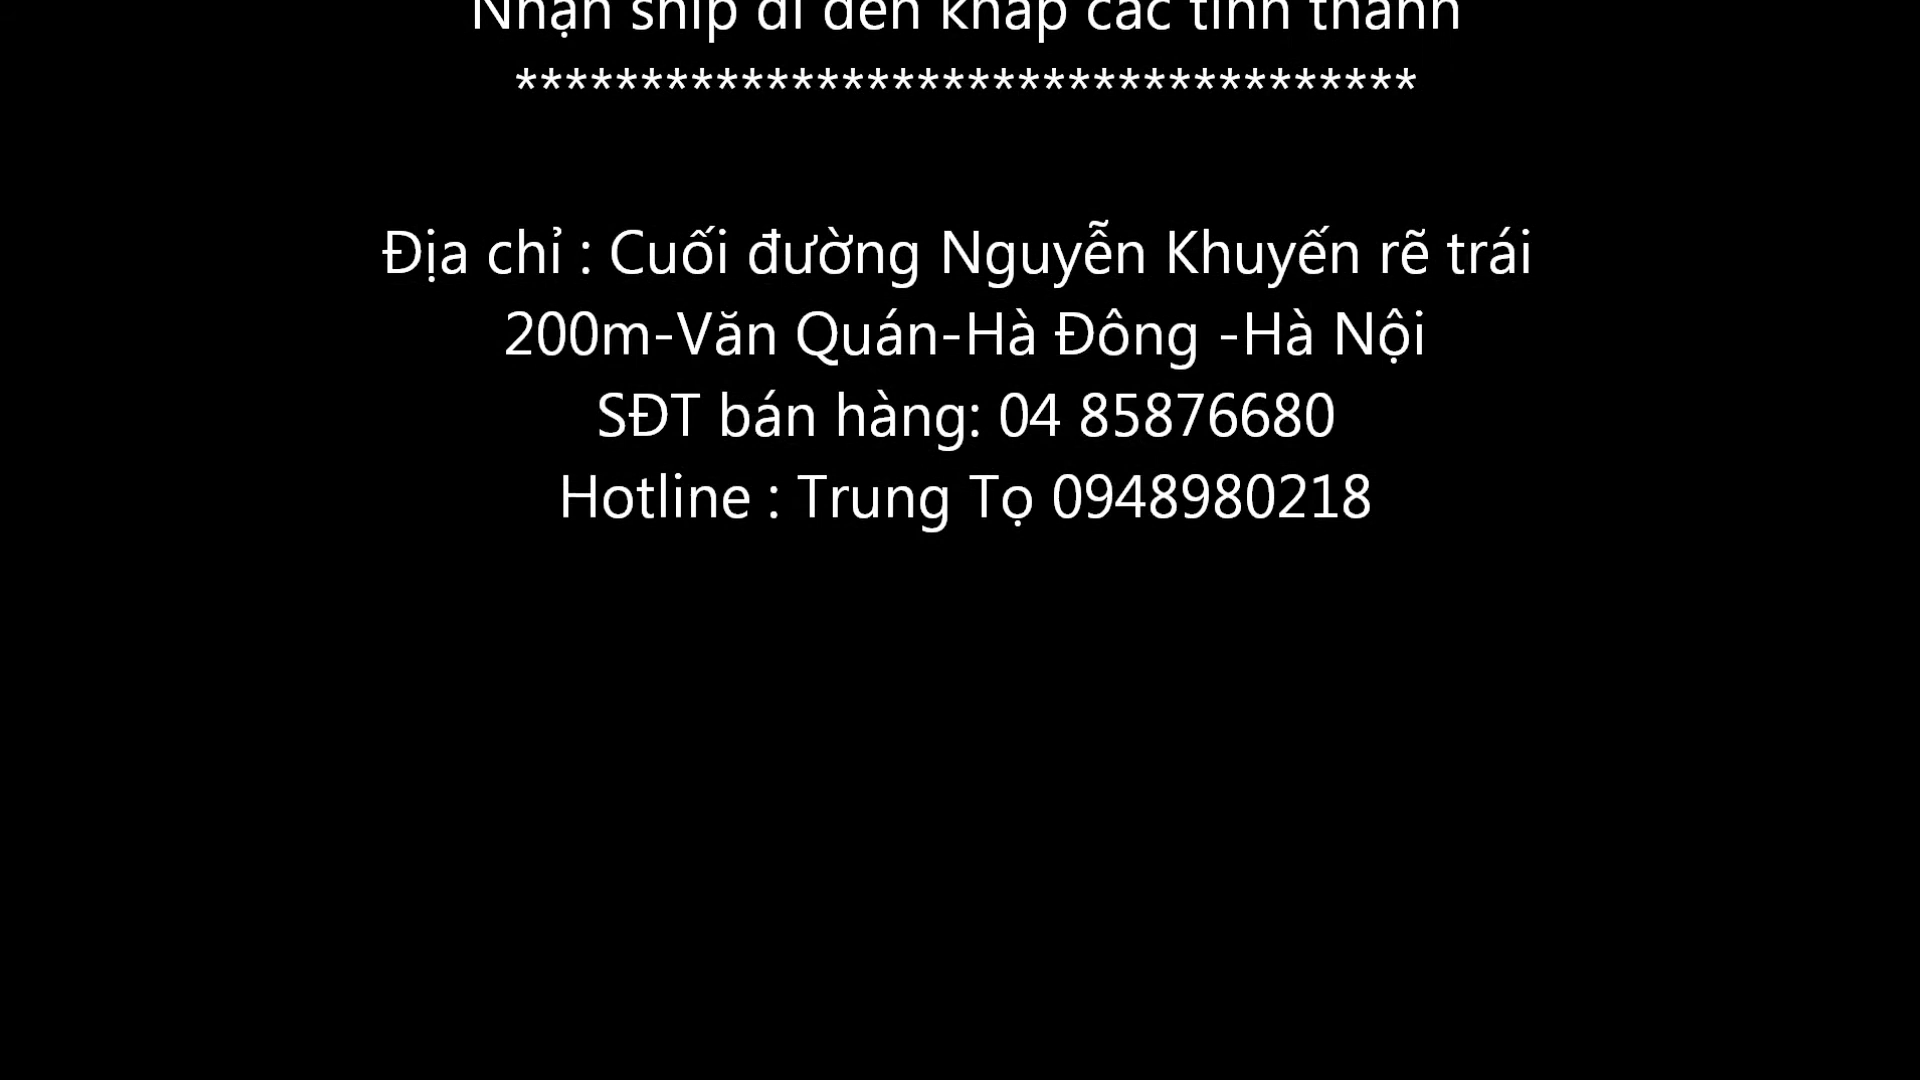 Nhận ship đi đến khắp các tỉnh thành
************************************
Địa chỉ : Cuối đường Nguyễn Khuyến rẽ trái
200m-Văn Quán-Hà Đông -Hà Nội
SĐT bán hàng: 04 85876680
Hotline : Trung Tọ 0948980218